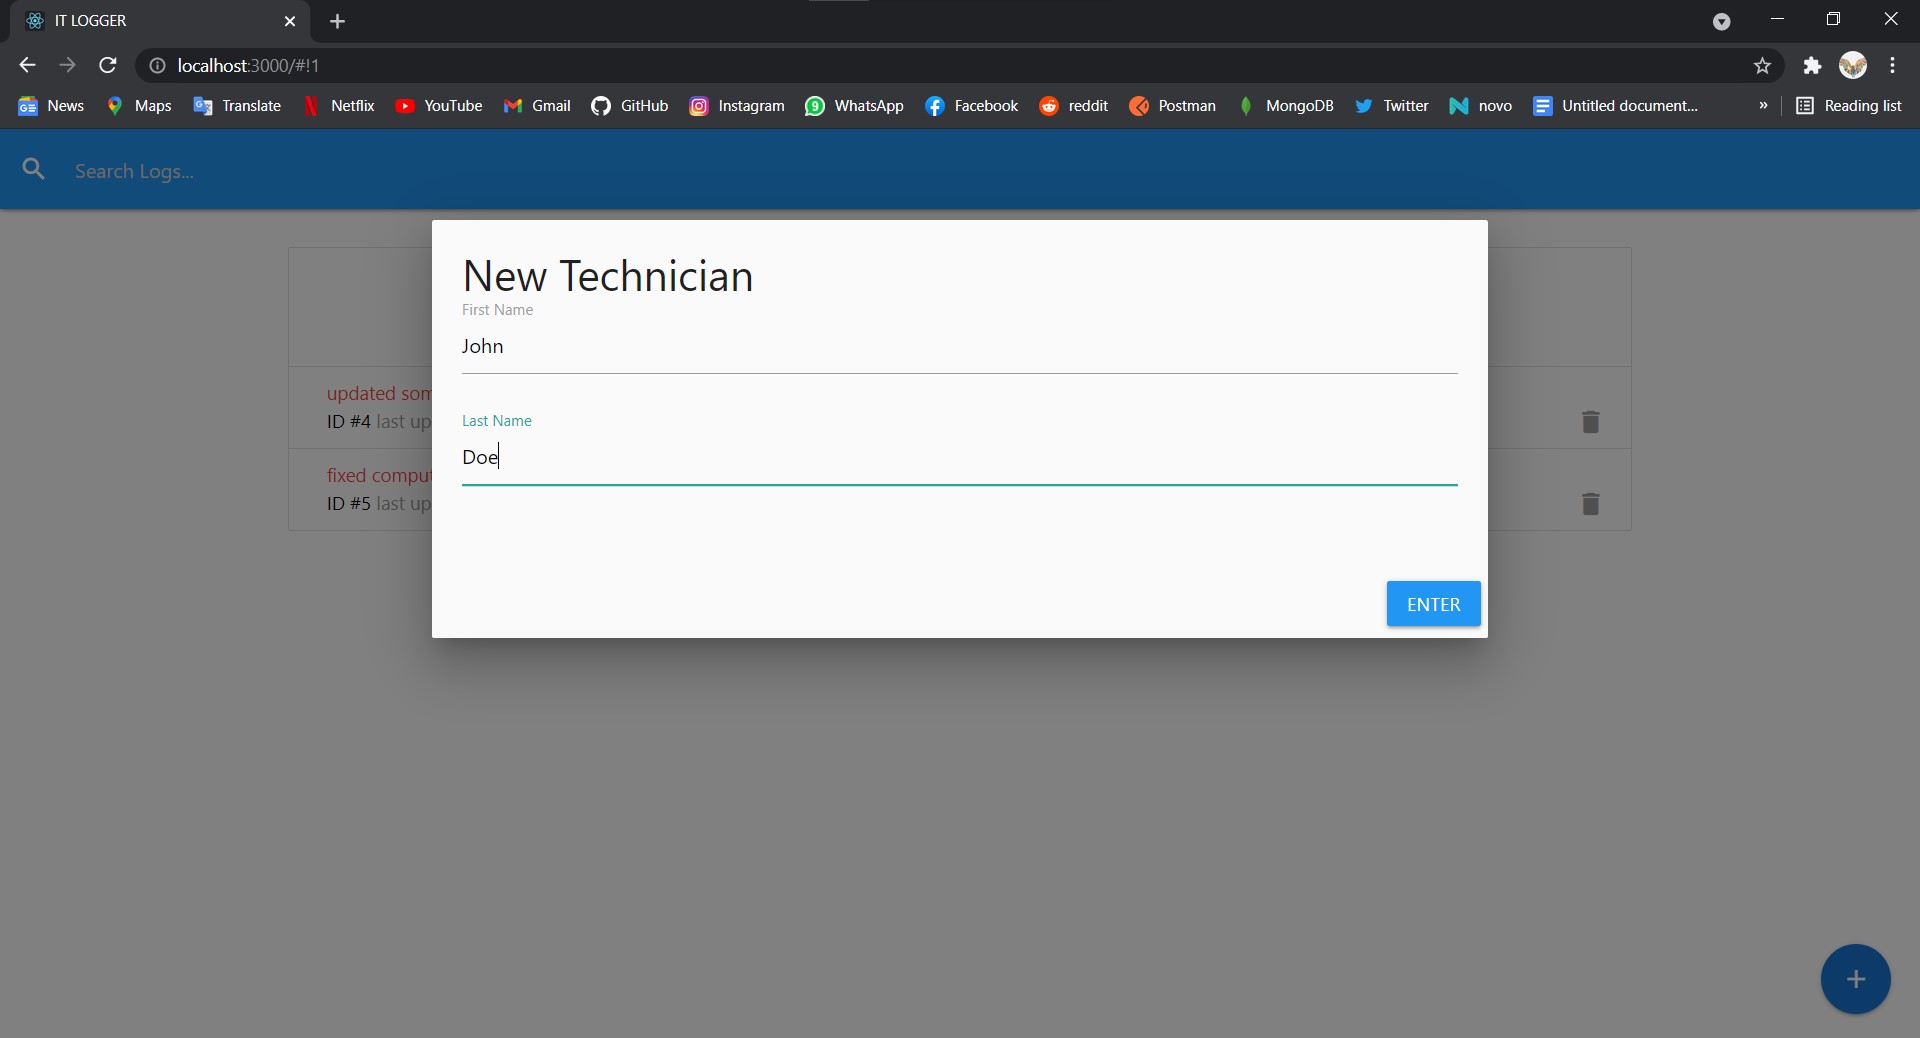 IT LOGGER
localhost:3000/#!1
News Maps Translate Netflix YouTube Gmail GitHub Instagram WhatsApp Facebook reddit Postman MongoDB Twitter novo Untitled document... » Reading list
Search Logs...
New Technician
First Name
John
updated som
ID #4 last up
Last Name
Doe
fixed comput
ID #5 last up
ENTER